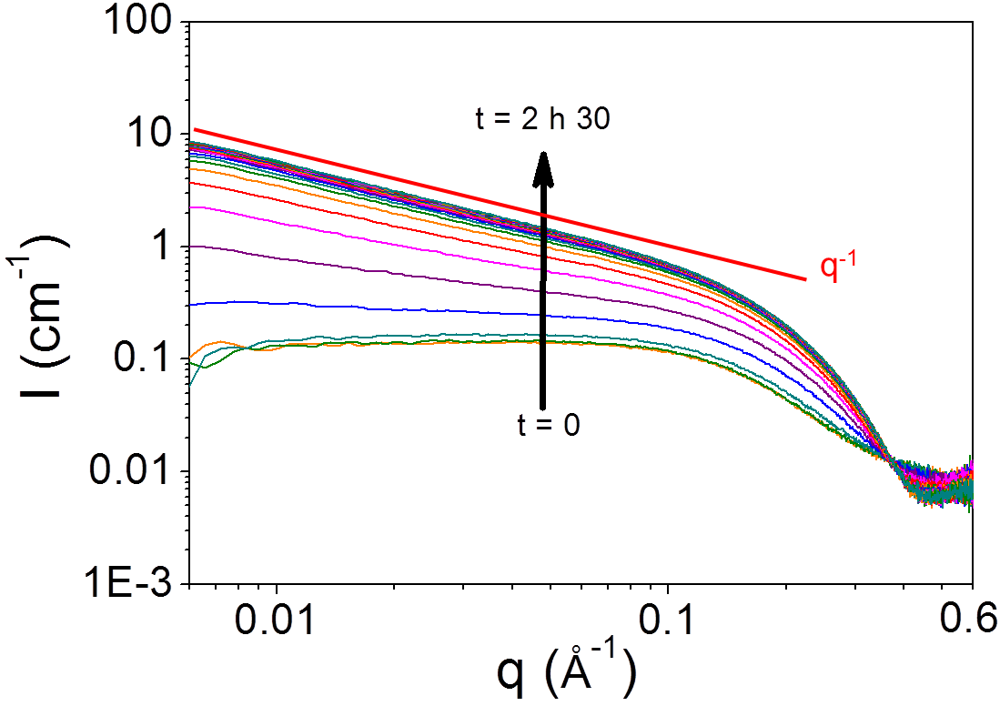 100
10
1
0.1
0.01
1E-3
I (cm⁻¹)
t = 2 h 30
q⁻¹
t = 0
0.01
0.1
0.6
q (Å⁻¹)